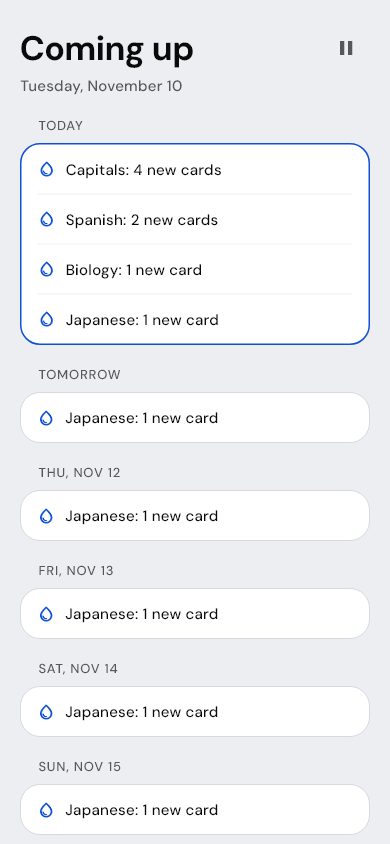 Coming up
Tuesday, November 10
TODAY
Capitals: 4 new cards
Spanish: 2 new cards
Biology: 1 new card
Japanese: 1 new card
TOMORROW
Japanese: 1 new card
THU, NOV 12
Japanese: 1 new card
FRI, NOV 13
Japanese: 1 new card
SAT, NOV 14
Japanese: 1 new card
SUN, NOV 15
Japanese: 1 new card